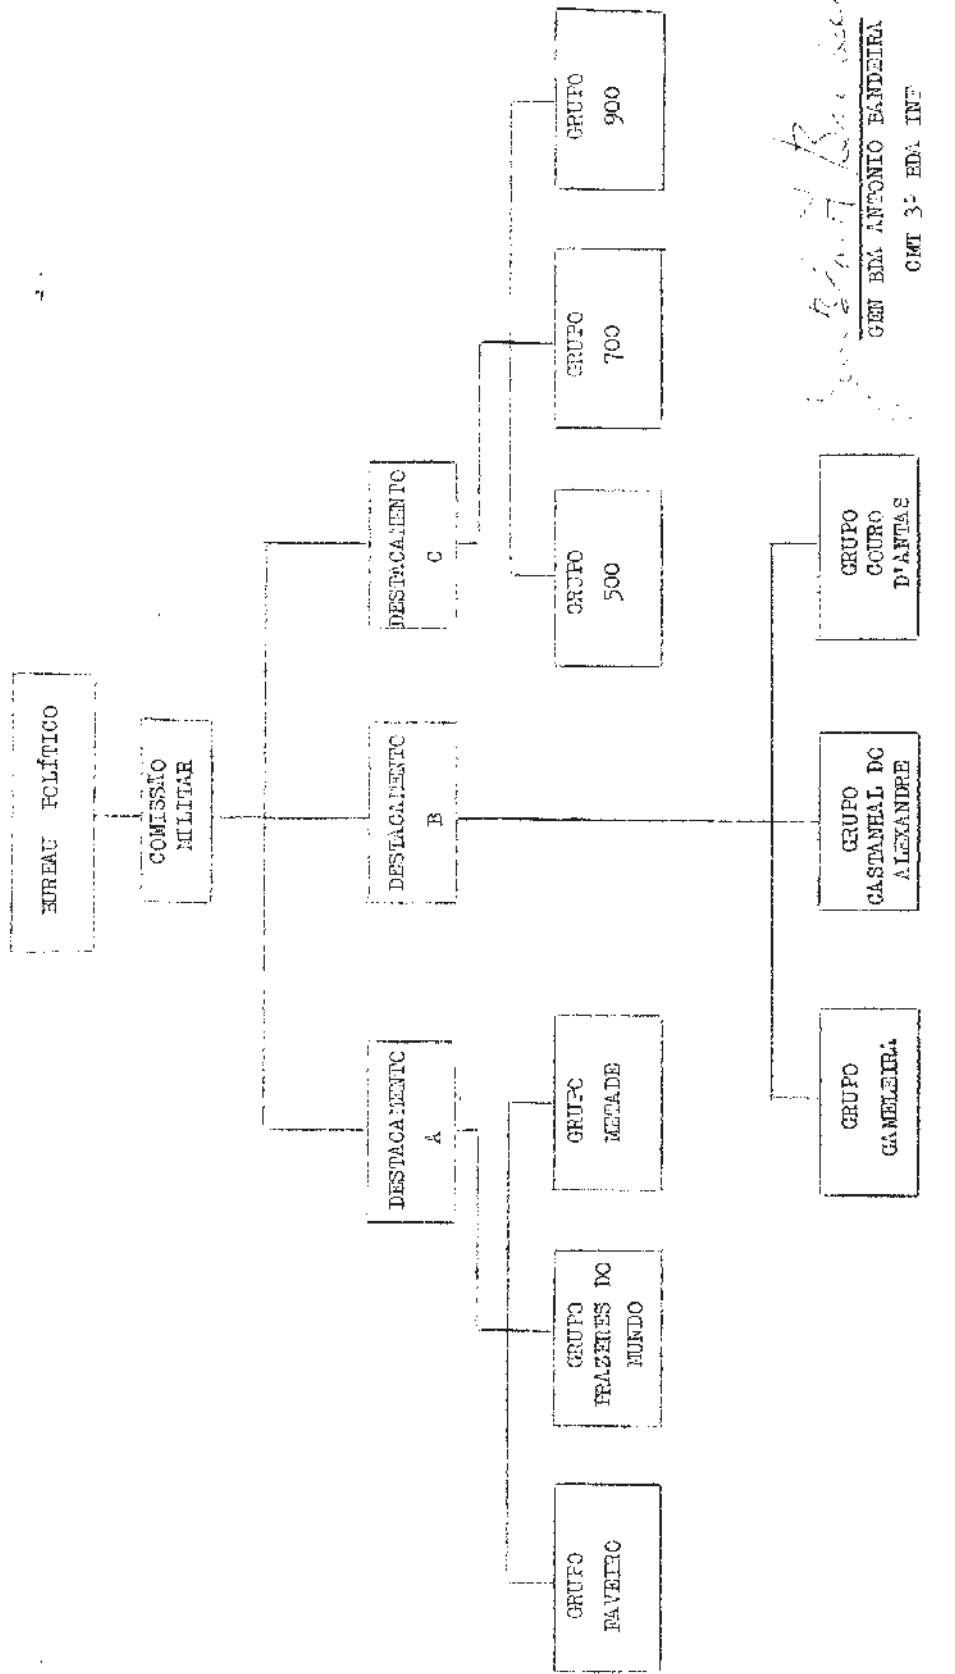 BUREAU POLÍTICO
COMISSÃO
MILITAR
DESTACAMENTO
A
DESTACAMENTO
B
DESTACAMENTO
C
GRUPO
FAVEIRO
GRUPO
PRAZERES DO
MUNDO
GRUPO
METADE
GRUPO
500
GRUPO
700
GRUPO
900
GRUPO
GAMELEIRA
GRUPO
CASTANHAL DO
ALEXANDRE
GRUPO
COURO
D'ANTAS
GEN BDA ANTONIO BANDEIRA
CMT 3ª BDA INF